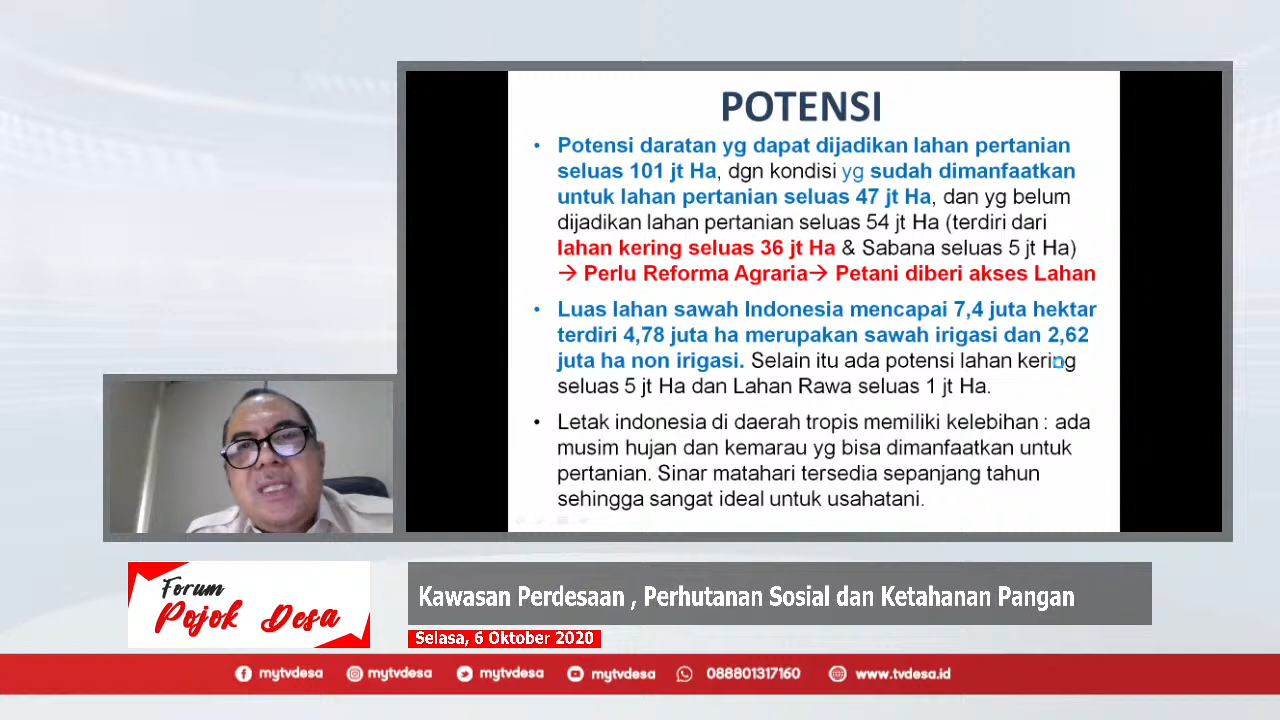 POTENSI
• Potensi daratan yg dapat dijadikan lahan pertanian
seluas 101 jt Ha, dgn kondisi yg sudah dimanfaatkan
untuk lahan pertanian seluas 47 jt Ha, dan yg belum
dijadikan lahan pertanian seluas 54 jt Ha (terdiri dari
lahan kering seluas 36 jt Ha & Sabana seluas 5 jt Ha)
→ Perlu Reforma Agraria→ Petani diberi akses Lahan
• Luas lahan sawah Indonesia mencapai 7,4 juta hektar
terdiri 4,78 juta ha merupakan sawah irigasi dan 2,62
juta ha non irigasi. Selain itu ada potensi lahan kering
seluas 5 jt Ha dan Lahan Rawa seluas 1 jt Ha.
• Letak indonesia di daerah tropis memiliki kelebihan : ada
musim hujan dan kemarau yg bisa dimanfaatkan untuk
pertanian. Sinar matahari tersedia sepanjang tahun
sehingga sangat ideal untuk usahatani.
Forum
Pojok Desa
Kawasan Perdesaan , Perhutanan Sosial dan Ketahanan Pangan
Selasa, 6 Oktober 2020
mytvdesa mytvdesa mytvdesa mytvdesa 088801317160 www.tvdesa.id